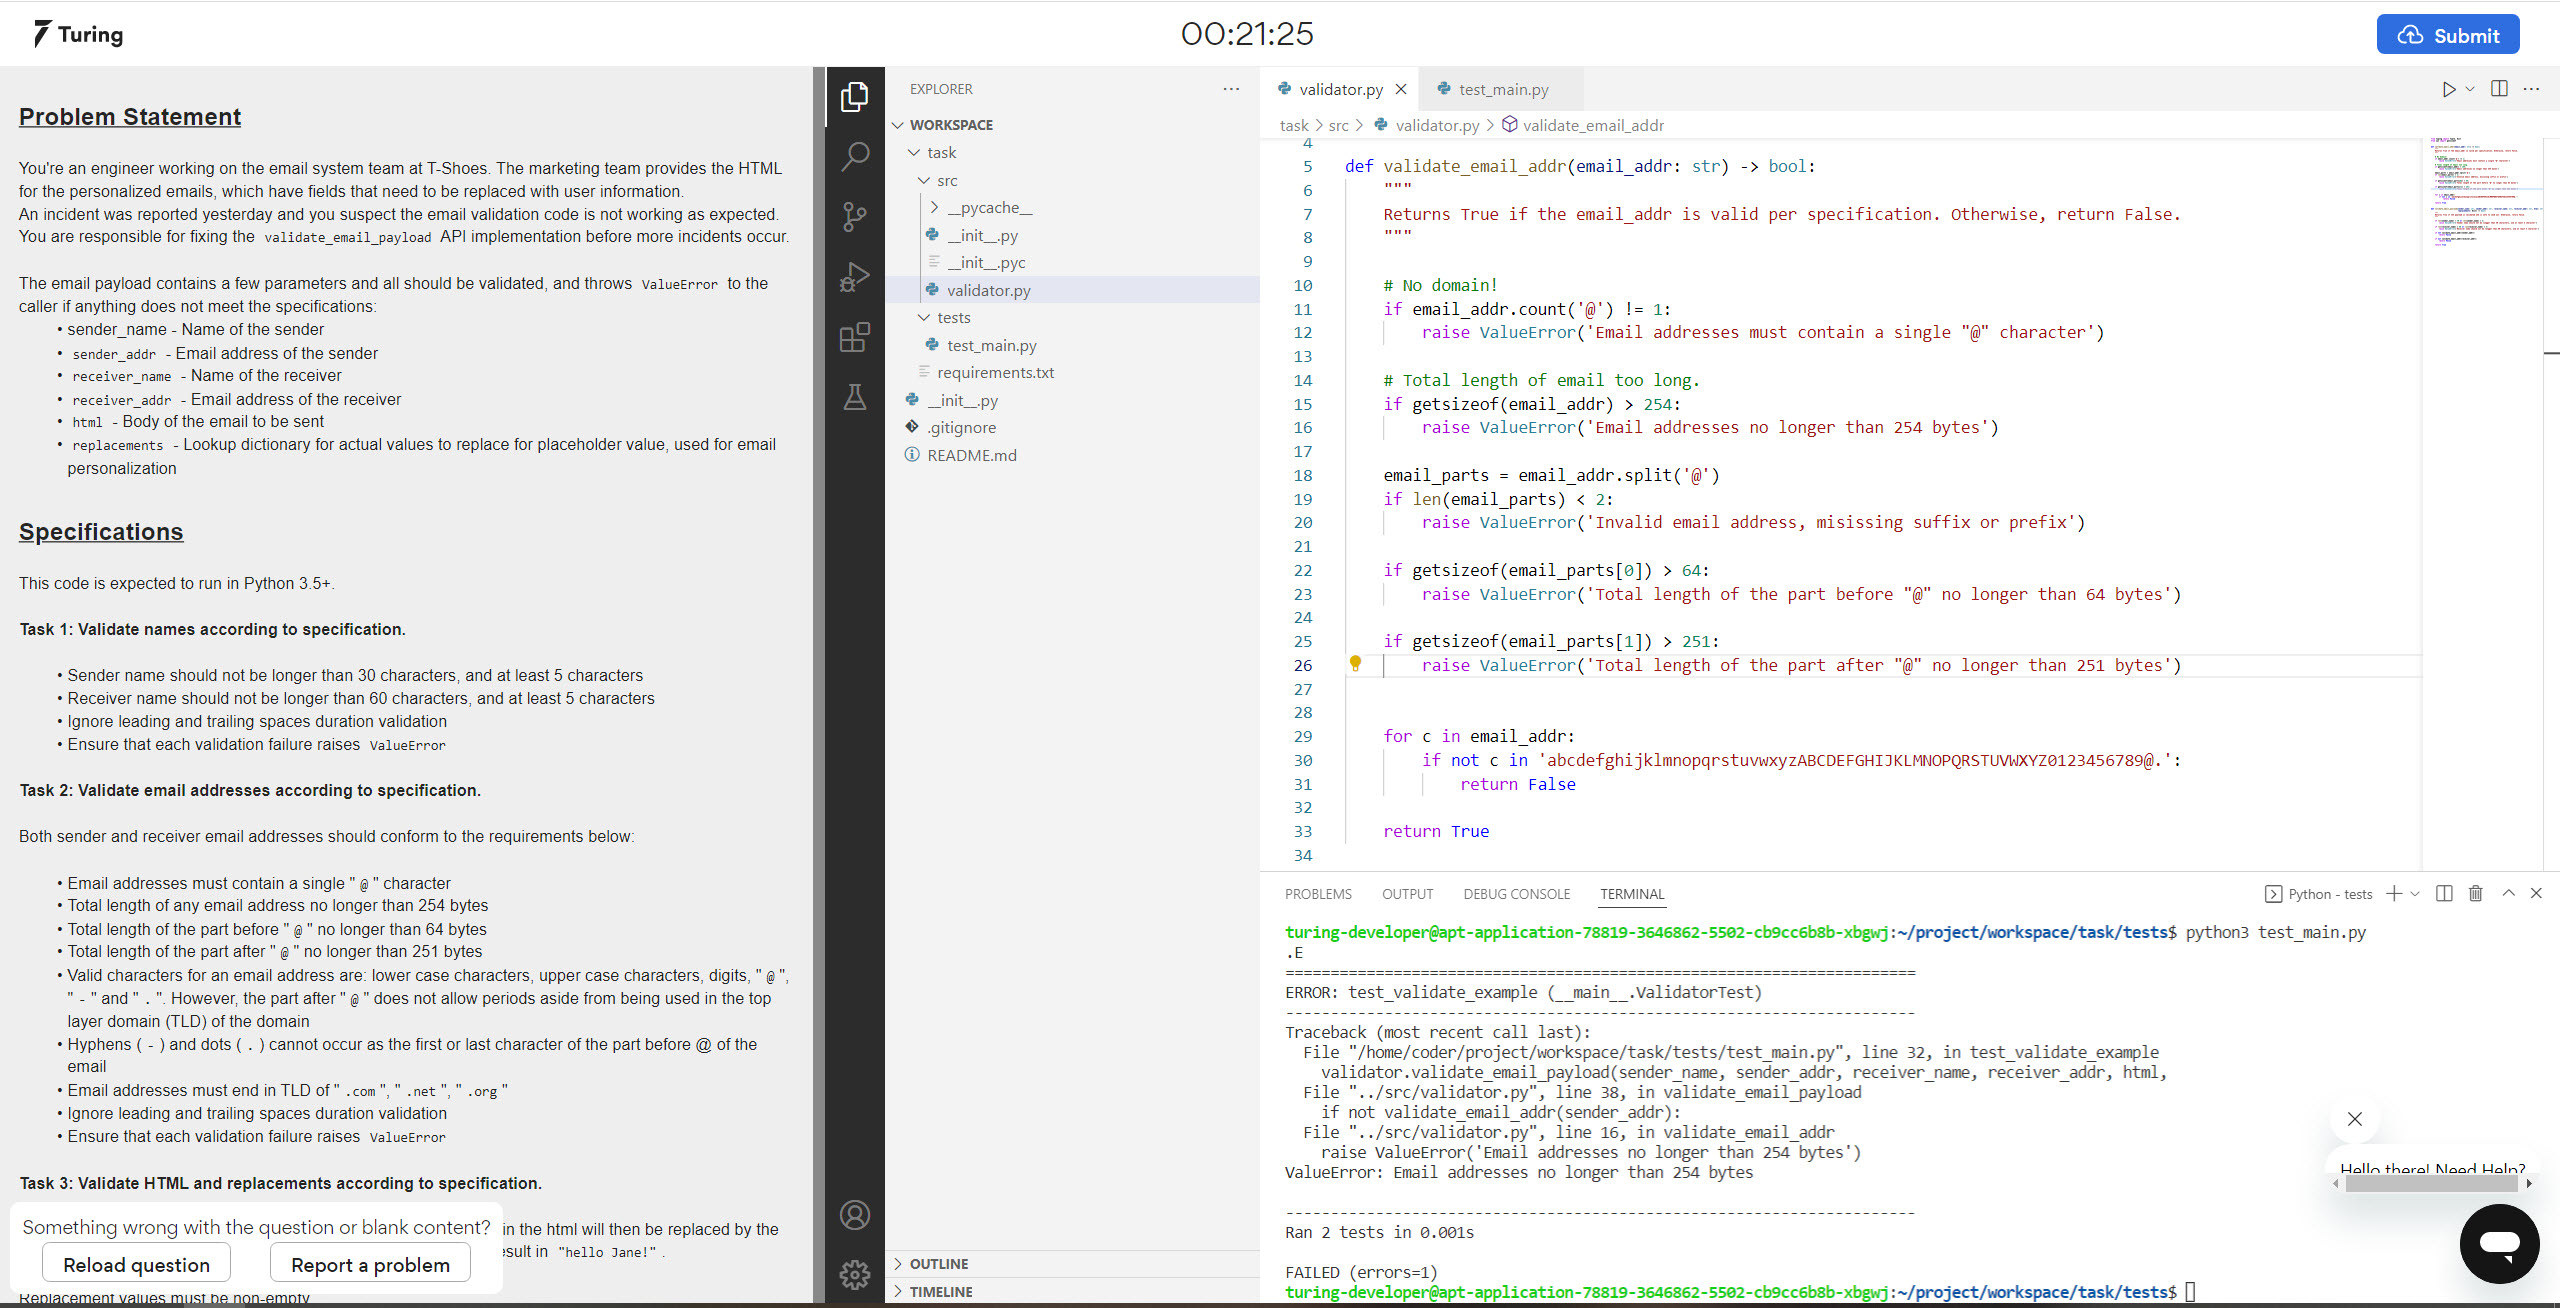 Turing
00:21:25
Submit
Problem Statement
You're an engineer working on the email system team at T-Shoes. The marketing team provides the HTML
for the personalized emails, which have fields that need to be replaced with user information.
An incident was reported yesterday and you suspect the email validation code is not working as expected.
You are responsible for fixing the validate_email_payload API implementation before more incidents occur.
The email payload contains a few parameters and all should be validated, and throws ValueError to the
caller if anything does not meet the specifications:
• sender_name - Name of the sender
• sender_addr - Email address of the sender
• receiver_name - Name of the receiver
• receiver_addr - Email address of the receiver
• html - Body of the email to be sent
• replacements - Lookup dictionary for actual values to replace for placeholder value, used for email
personalization
Specifications
This code is expected to run in Python 3.5+.
Task 1: Validate names according to specification.
• Sender name should not be longer than 30 characters, and at least 5 characters
• Receiver name should not be longer than 60 characters, and at least 5 characters
• Ignore leading and trailing spaces duration validation
• Ensure that each validation failure raises ValueError
Task 2: Validate email addresses according to specification.
Both sender and receiver email addresses should conform to the requirements below:
• Email addresses must contain a single " @ " character
• Total length of any email address no longer than 254 bytes
• Total length of the part before " @ " no longer than 64 bytes
• Total length of the part after " @ " no longer than 251 bytes
• Valid characters for an email address are: lower case characters, upper case characters, digits, " @ ",
" - " and " . ". However, the part after " @ " does not allow periods aside from being used in the top
layer domain (TLD) of the domain
• Hyphens ( - ) and dots ( . ) cannot occur as the first or last character of the part before @ of the
email
• Email addresses must end in TLD of " .com ", " .net ", " .org "
• Ignore leading and trailing spaces duration validation
• Ensure that each validation failure raises ValueError
Task 3: Validate HTML and replacements according to specification.
Something wrong with the question or blank content?
in the html will then be replaced by the
esult in "hello Jane!" .
Reload question
Report a problem
Replacement values must be non-empty
EXPLORER
WORKSPACE
task
src
__pycache__
__init__.py
__init__.pyc
validator.py
tests
test_main.py
requirements.txt
__init__.py
.gitignore
README.md
OUTLINE
TIMELINE
validator.py
test_main.py
task > src > validator.py > validate_email_addr
4
5 def validate_email_addr(email_addr: str) -> bool:
6 """
7 Returns True if the email_addr is valid per specification. Otherwise, return False.
8 """
9
10 # No domain!
11 if email_addr.count('@') != 1:
12 raise ValueError('Email addresses must contain a single "@" character')
13
14 # Total length of email too long.
15 if getsizeof(email_addr) > 254:
16 raise ValueError('Email addresses no longer than 254 bytes')
17
18 email_parts = email_addr.split('@')
19 if len(email_parts) < 2:
20 raise ValueError('Invalid email address, misissing suffix or prefix')
21
22 if getsizeof(email_parts[0]) > 64:
23 raise ValueError('Total length of the part before "@" no longer than 64 bytes')
24
25 if getsizeof(email_parts[1]) > 251:
26 raise ValueError('Total length of the part after "@" no longer than 251 bytes')
27
28
29 for c in email_addr:
30 if not c in 'abcdefghijklmnopqrstuvwxyzABCDEFGHIJKLMNOPQRSTUVWXYZ0123456789@.':
31 return False
32
33 return True
34
PROBLEMS OUTPUT DEBUG CONSOLE TERMINAL
Python - tests
turing-developer@apt-application-78819-3646862-5502-cb9cc6b8b-xbgwj:~/project/workspace/task/tests$ python3 test_main.py
.E
======================================================================
ERROR: test_validate_example (__main__.ValidatorTest)
----------------------------------------------------------------------
Traceback (most recent call last):
File "/home/coder/project/workspace/task/tests/test_main.py", line 32, in test_validate_example
validator.validate_email_payload(sender_name, sender_addr, receiver_name, receiver_addr, html,
File "../src/validator.py", line 38, in validate_email_payload
if not validate_email_addr(sender_addr):
File "../src/validator.py", line 16, in validate_email_addr
raise ValueError('Email addresses no longer than 254 bytes')
ValueError: Email addresses no longer than 254 bytes
----------------------------------------------------------------------
Ran 2 tests in 0.001s
FAILED (errors=1)
turing-developer@apt-application-78819-3646862-5502-cb9cc6b8b-xbgwj:~/project/workspace/task/tests$
Hello there! Need Help?